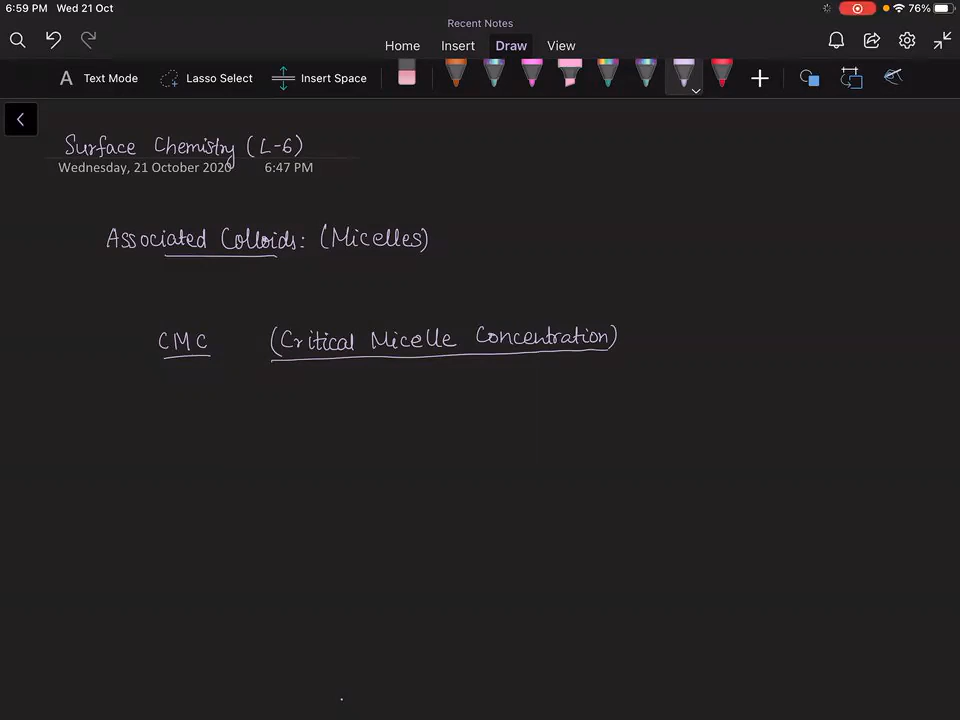 6:59 PM Wed 21 Oct 76%
Recent Notes
Home Insert Draw View
A Text Mode Lasso Select Insert Space
Surface Chemistry (L-6)
Wednesday, 21 October 2020 6:47 PM
Associated Colloids: (Micelles)
CMC (Critical Micelle Concentration)